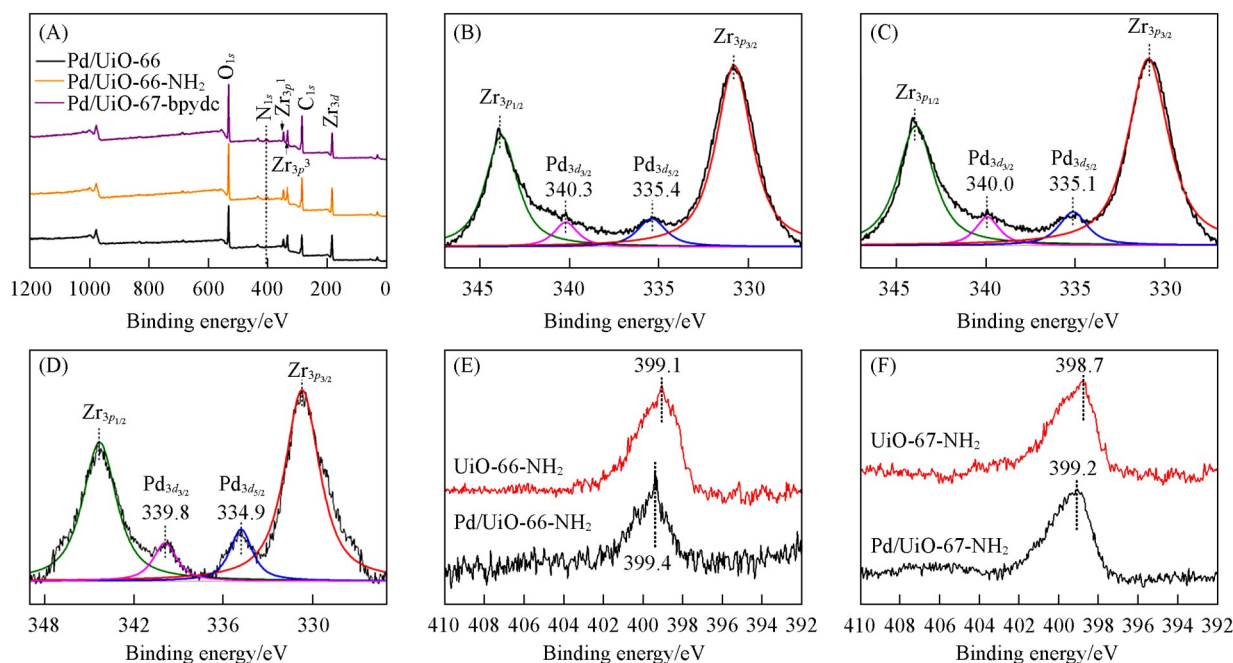 (A)
Pd/UiO-66
Pd/UiO-66-NH₂
Pd/UiO-67-bpydc
O₁ₛ
N₁ₛ
Zr₃ₚ¹
C₁ₛ
Zr₃d
Zr₃ₚ³
1200 1000 800 600 400 200 0
Binding energy/eV
(B)
Zr3p1/2
Pd3d3/2
340.3
Pd3d5/2
335.4
Zr3p3/2
345 340 335 330
Binding energy/eV
(C)
Zr3p1/2
Pd3d3/2
340.0
Pd3d5/2
335.1
Zr3p3/2
345 340 335 330
Binding energy/eV
(D)
Zr3p1/2
Pd3d3/2
339.8
Pd3d5/2
334.9
Zr3p3/2
348 342 336 330
Binding energy/eV
(E)
399.1
UiO-66-NH₂
Pd/UiO-66-NH₂
399.4
410 408 406 404 402 400 398 396 394 392
Binding energy/eV
(F)
398.7
UiO-67-NH₂
399.2
Pd/UiO-67-NH₂
410 408 406 404 402 400 398 396 394 392
Binding energy/eV